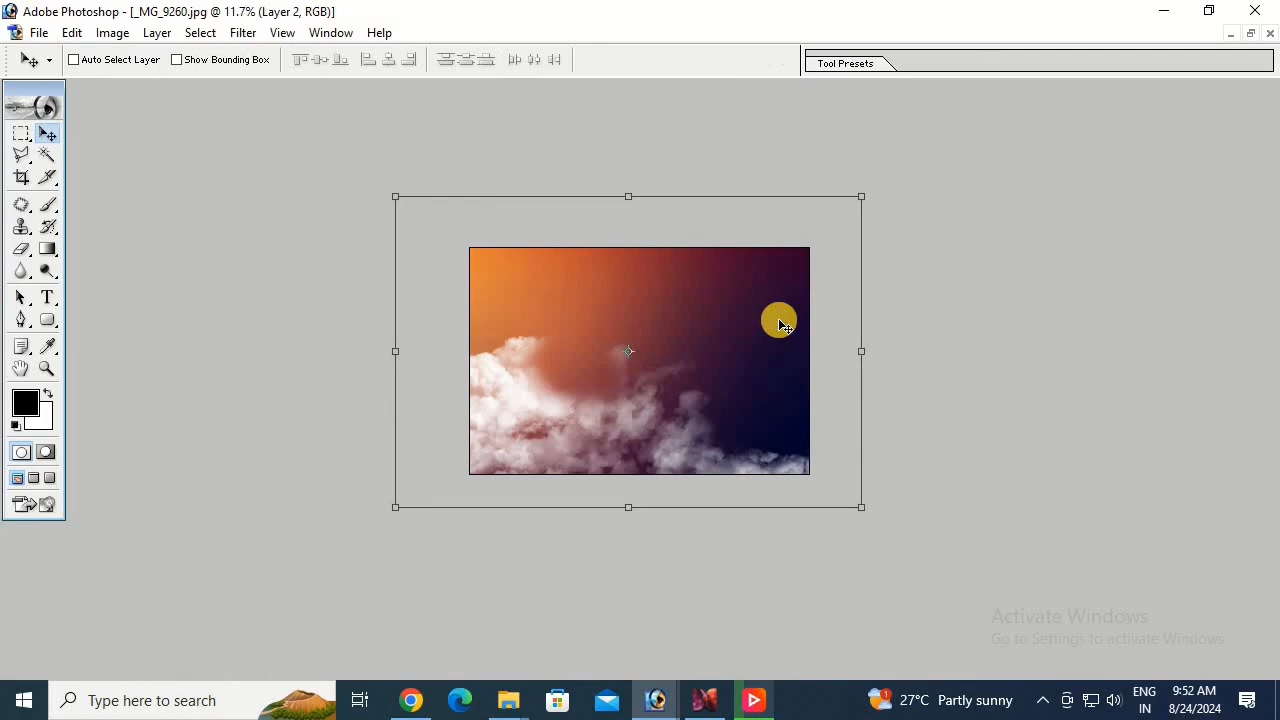 Adobe Photoshop - [_MG_9260.jpg @ 11.7% (Layer 2, RGB)]
File Edit Image Layer Select Filter View Window Help
Auto Select Layer Show Bounding Box Tool Presets
T
Activate Windows
Go to Settings to activate Windows
Type here to search 1 27°C Partly sunny ENG IN 9:52 AM 8/24/2024